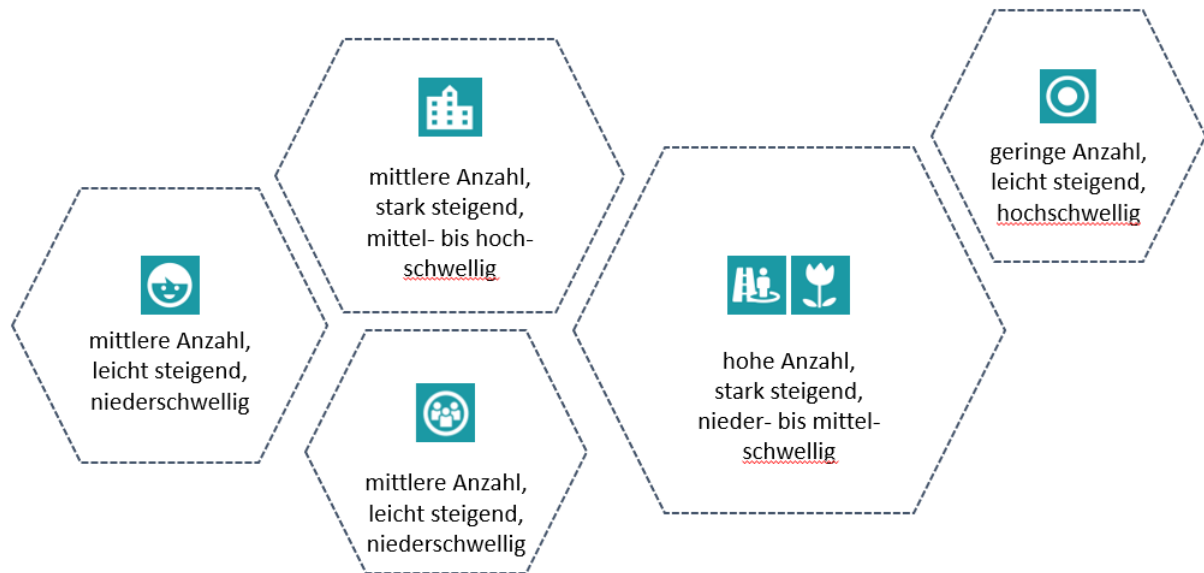 mittlere Anzahl,
leicht steigend,
niederschwellig
mittlere Anzahl,
stark steigend,
mittel- bis hoch-
schwellig
mittlere Anzahl,
leicht steigend,
niederschwellig
hohe Anzahl,
stark steigend,
nieder- bis mittel-
schwellig
geringe Anzahl,
leicht steigend,
hochschwellig